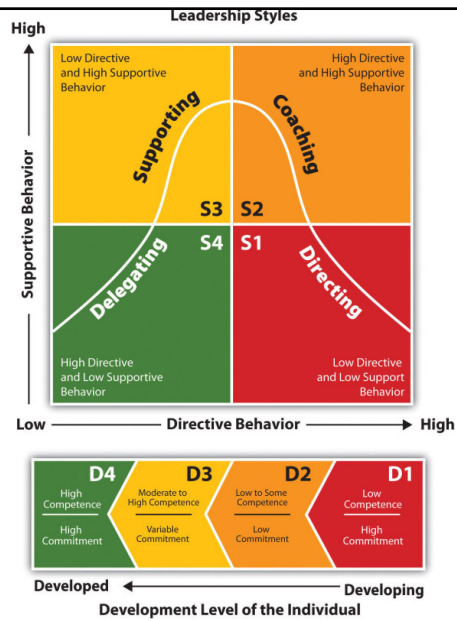 Leadership Styles
High
Low Directive
and High Supportive
Behavior
High Directive
and High Supportive
Behavior
Supporting
Coaching
Supportive Behavior
S3
S2
S4
S1
Delegating
Directing
High Directive
and Low Supportive
Behavior
Low Directive
and Low Support
Behavior
Low
Directive Behavior
High
D4
High
Competence
High
Commitment
D3
Moderate to
High Competence
Variable
Commitment
D2
Low to Some
Competence
Low
Commitment
D1
Low
Competence
High
Commitment
Developed
Developing
Development Level of the Individual